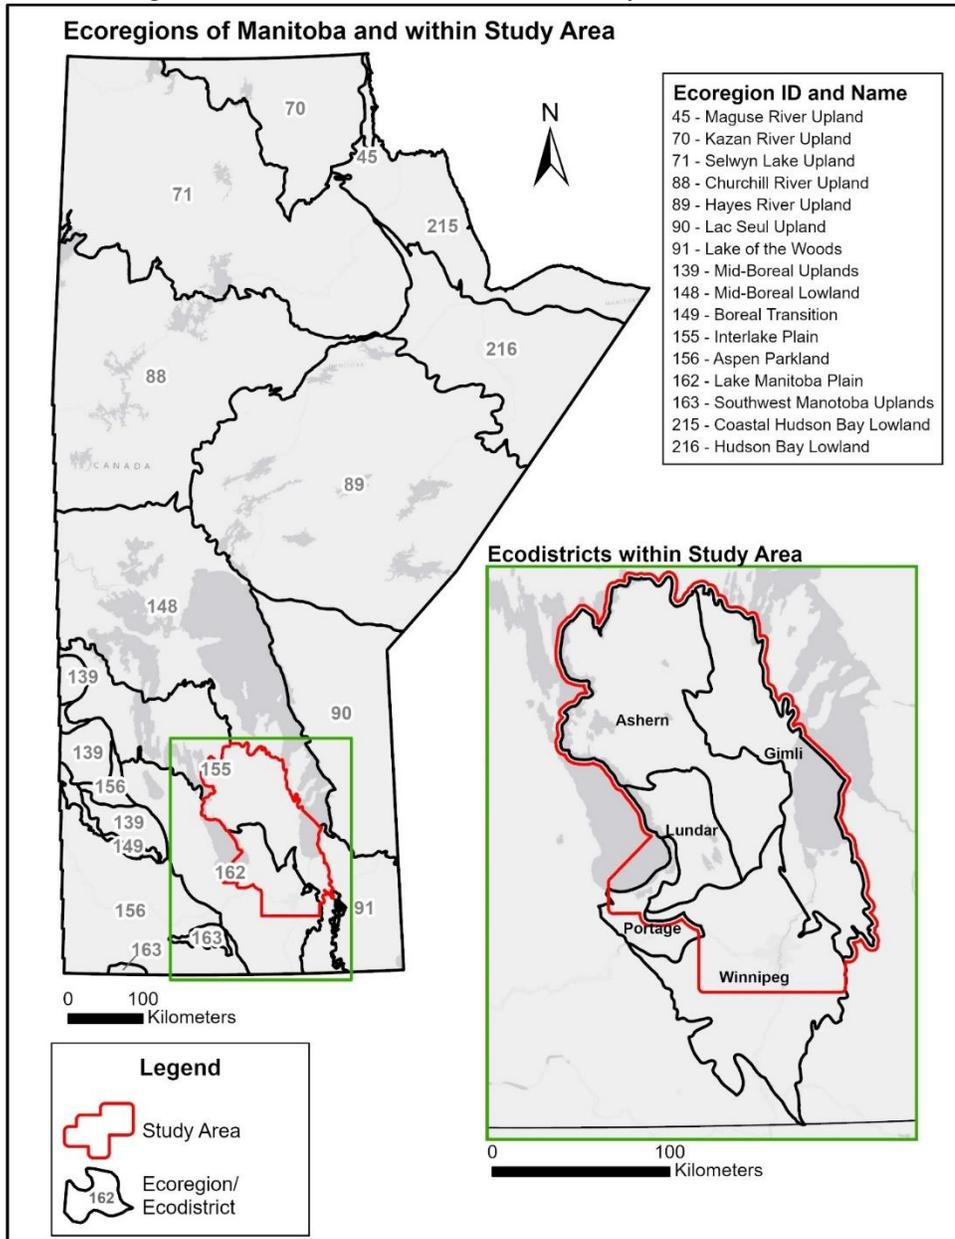 Ecoregions of Manitoba and within Study Area
N
Ecoregion ID and Name
45 - Maguse River Upland
70 - Kazan River Upland
71 - Selwyn Lake Upland
88 - Churchill River Upland
89 - Hayes River Upland
90 - Lac Seul Upland
91 - Lake of the Woods
139 - Mid-Boreal Uplands
148 - Mid-Boreal Lowland
149 - Boreal Transition
155 - Interlake Plain
156 - Aspen Parkland
162 - Lake Manitoba Plain
163 - Southwest Manotoba Uplands
215 - Coastal Hudson Bay Lowland
216 - Hudson Bay Lowland
70
45
71
215
216
88
CANADA
89
148
139
90
139
155
156
139
149
162
156
91
163
163
0 100
Kilometers
Ecodistricts within Study Area
Ashern
Gimli
Lundar
Portage
Winnipeg
0 100
Kilometers
Legend
Study Area
162
Ecoregion/
Ecodistrict